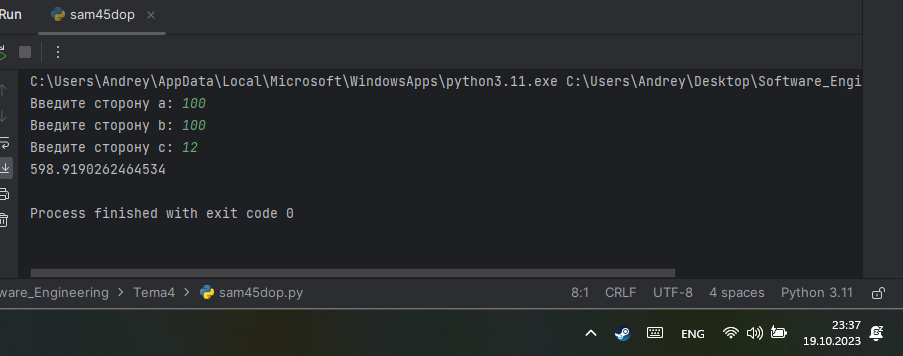 Run
sam45dop
C:\Users\Andrey\AppData\Local\Microsoft\WindowsApps\python3.11.exe C:\Users\Andrey\Desktop\Software_Engi
Введите сторону a: 100
Введите сторону b: 100
Введите сторону c: 12
598.9190262464534
Process finished with exit code 0
ware_Engineering > Tema4 > sam45dop.py 8:1 CRLF UTF-8 4 spaces Python 3.11
ENG 23:37
19.10.2023